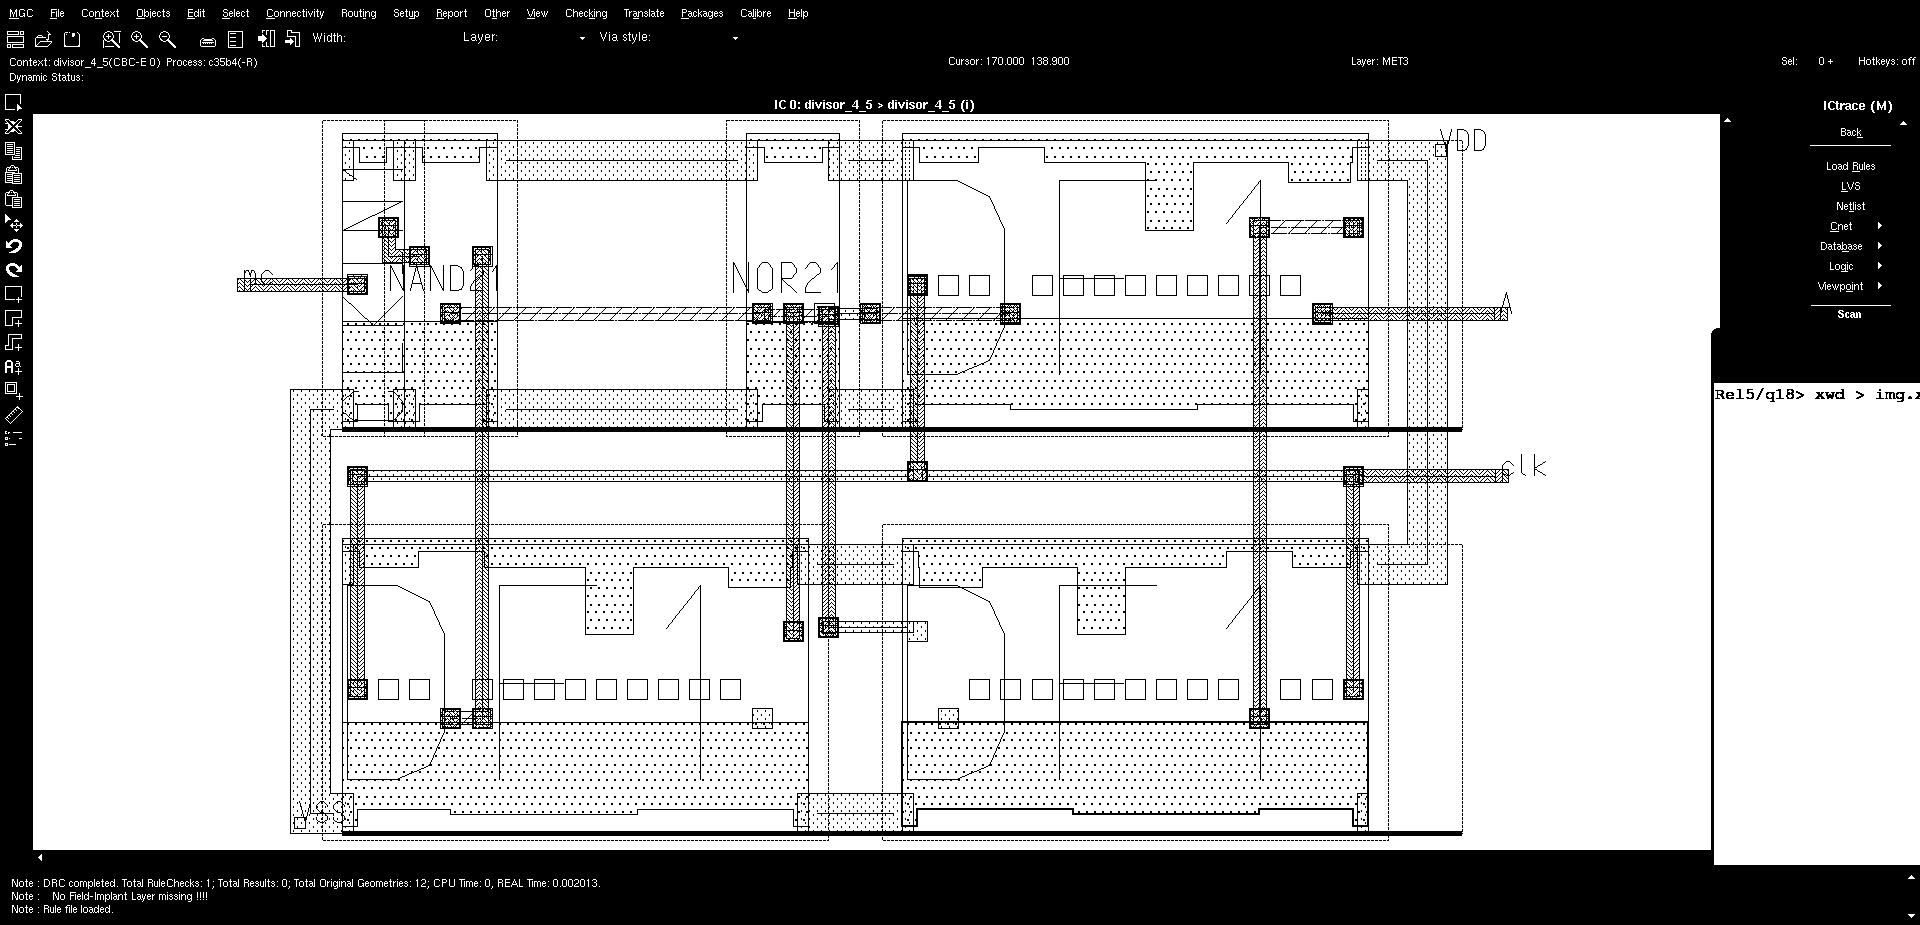 MGC File Context Objects Edit Select Connectivity Routing Setup Report Other View Checking Translate Packages Calibre Help
Width: Layer: Via style:
Context: divisor_4_5(CBC-E 0) Process: c35b4(-R) Cursor: 170.000 138.900 Layer: MET3 Sel: 0 + Hotkeys: off
Dynamic Status:
IC 0: divisor_4_5 > divisor_4_5 (i)
ICtrace (M)
Back
Load Rules
LVS
Netlist
Cnet
Database
Logic
Viewpoint
Scan
VDD
mc
NAND21
NOR21
A
clk
VSS
Rel5/q18> xwd > img.x
Note : DRC completed. Total RuleChecks: 1; Total Results: 0; Total Original Geometries: 12; CPU Time: 0, REAL Time: 0.002013.
Note : No Field-Implant Layer missing !!!!
Note : Rule file loaded.